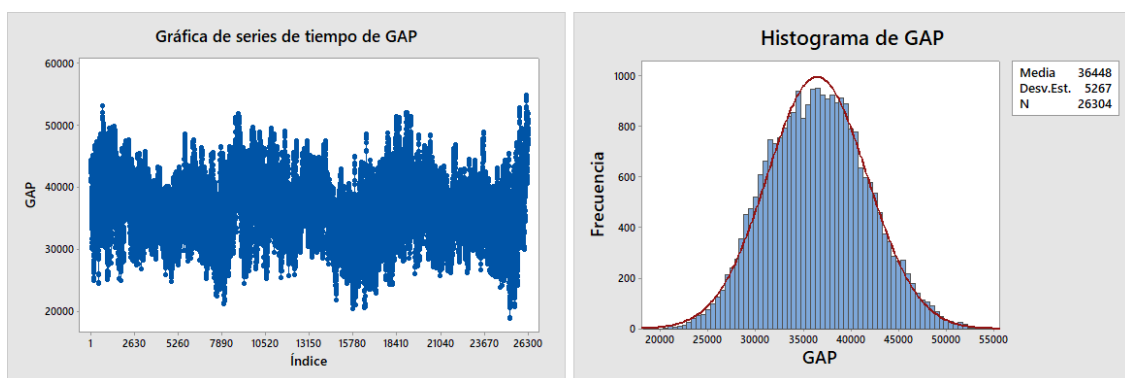 Gráfica de series de tiempo de GAP
60000
50000
40000
30000
20000
GAP
1 2630 5260 7890 10520 13150 15780 18410 21040 23670 26300
Índice
Histograma de GAP
1000
800
600
400
200
0
Frecuencia
20000 25000 30000 35000 40000 45000 50000 55000
GAP
Media 36448
Desv.Est. 5267
N 26304